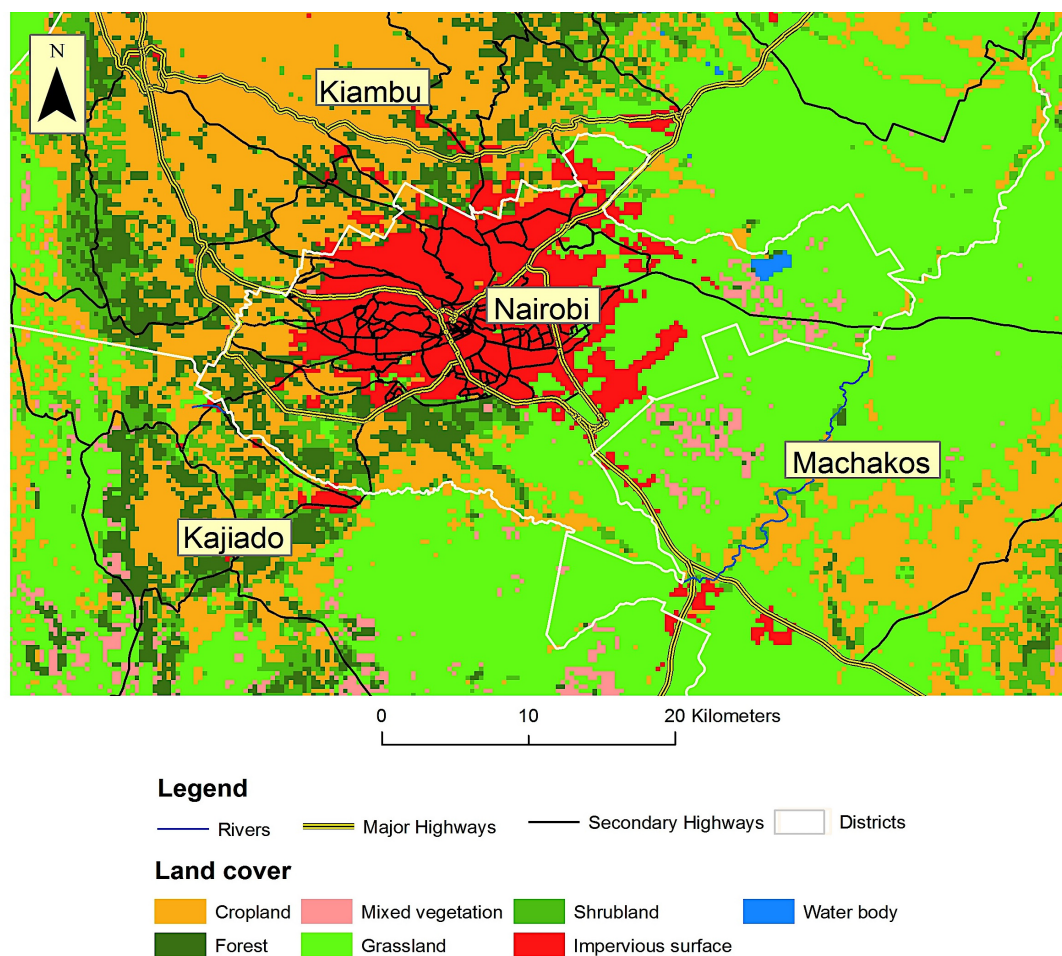 N
Kiambu
Nairobi
Machakos
Kajiado
0 10 20 Kilometers
Legend
Rivers Major Highways Secondary Highways Districts
Land cover
Cropland Mixed vegetation Shrubland Water body
Forest Grassland Impervious surface